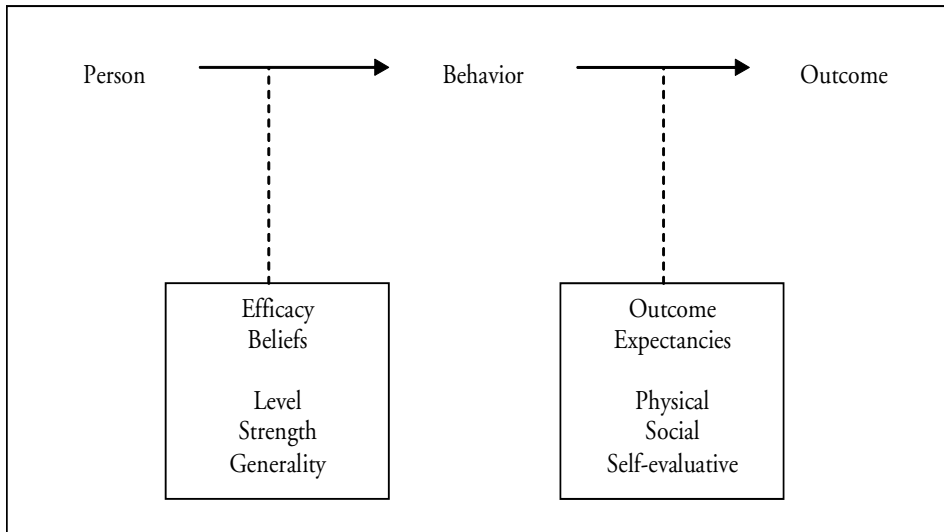 Person
Behavior
Outcome
Efficacy
Beliefs
Level
Strength
Generality
Outcome
Expectancies
Physical
Social
Self-evaluative